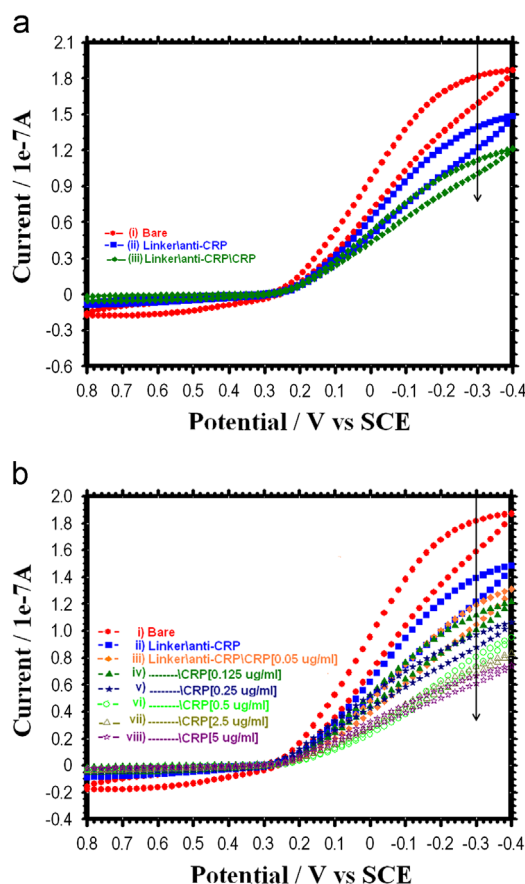 a
2.1
1.8
1.5
1.2
0.9
0.6
0.3
0
-0.3
-0.6
Current / 1e-7A
(i) Bare
(ii) Linker\anti-CRP
(iii) Linker\anti-CRP\CRP
0.8 0.7 0.6 0.5 0.4 0.3 0.2 0.1 0 -0.1 -0.2 -0.3 -0.4
Potential / V vs SCE
b
2.0
1.8
1.6
1.4
1.2
1.0
0.8
0.6
0.4
0.2
0
-0.2
-0.4
Current / 1e-7A
i) Bare
ii) Linker\anti-CRP
iii) Linker\anti-CRP\CRP[0.05 ug/ml]
iv) ---------\CRP[0.125 ug/ml]
v) ---------\CRP[0.25 ug/ml]
vi) ---------\CRP[0.5 ug/ml]
vii) ---------\CRP[2.5 ug/ml]
viii) ---------\CRP[5 ug/ml]
0.8 0.7 0.6 0.5 0.4 0.3 0.2 0.1 0 -0.1 -0.2 -0.3 -0.4
Potential / V vs SCE